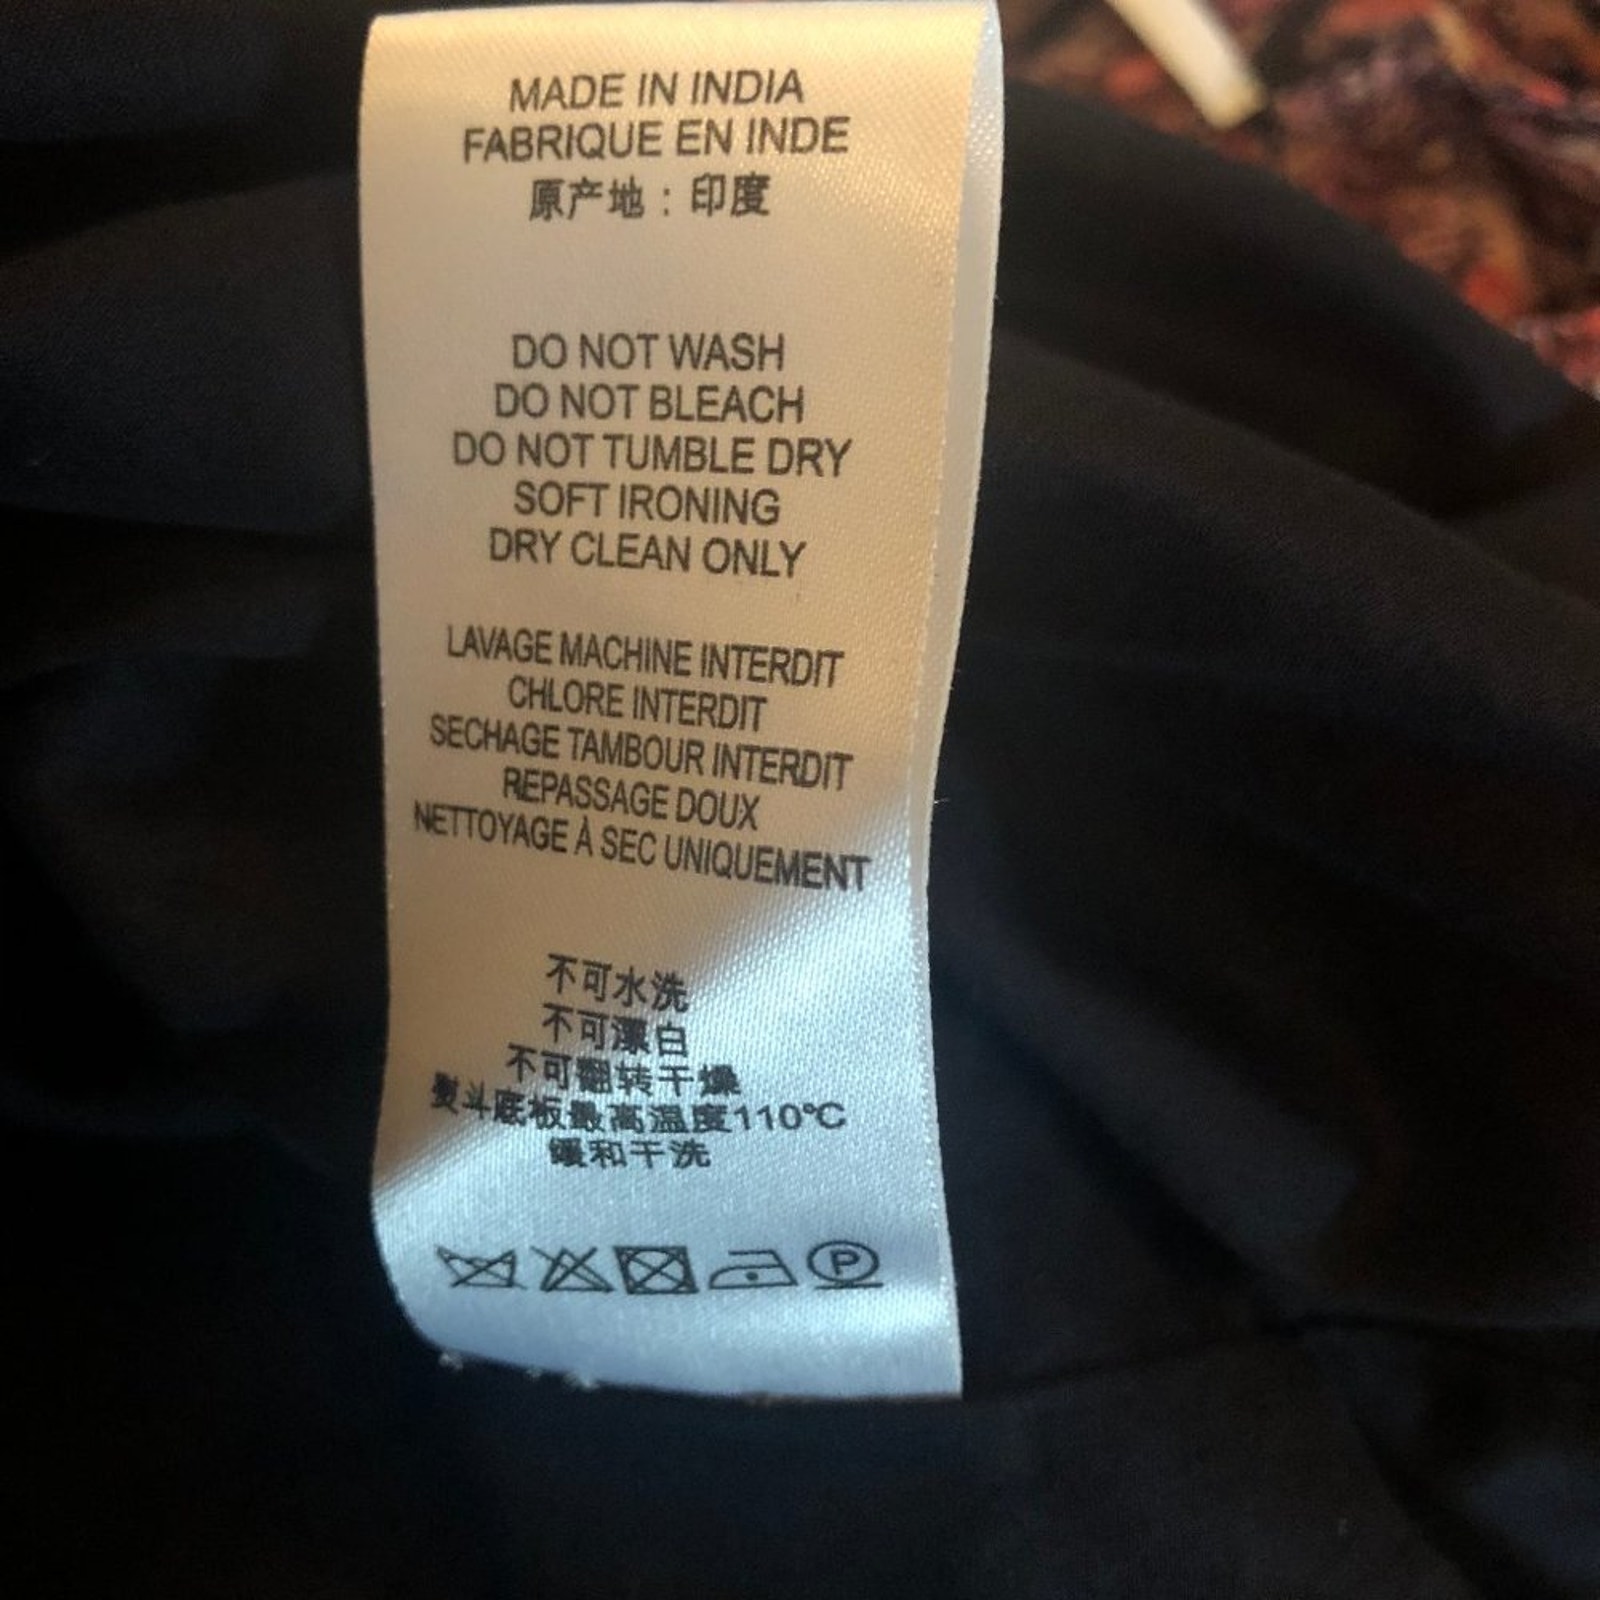 MADE IN INDIA
FABRIQUE EN INDE
原产地：印度
DO NOT WASH
DO NOT BLEACH
DO NOT TUMBLE DRY
SOFT IRONING
DRY CLEAN ONLY
LAVAGE MACHINE INTERDIT
CHLORE INTERDIT
SECHAGE TAMBOUR INTERDIT
REPASSAGE DOUX
NETTOYAGE À SEC UNIQUEMENT
不可水洗
不可漂白
不可翻转干燥
熨斗底板最高温度110℃
缓和干洗
P